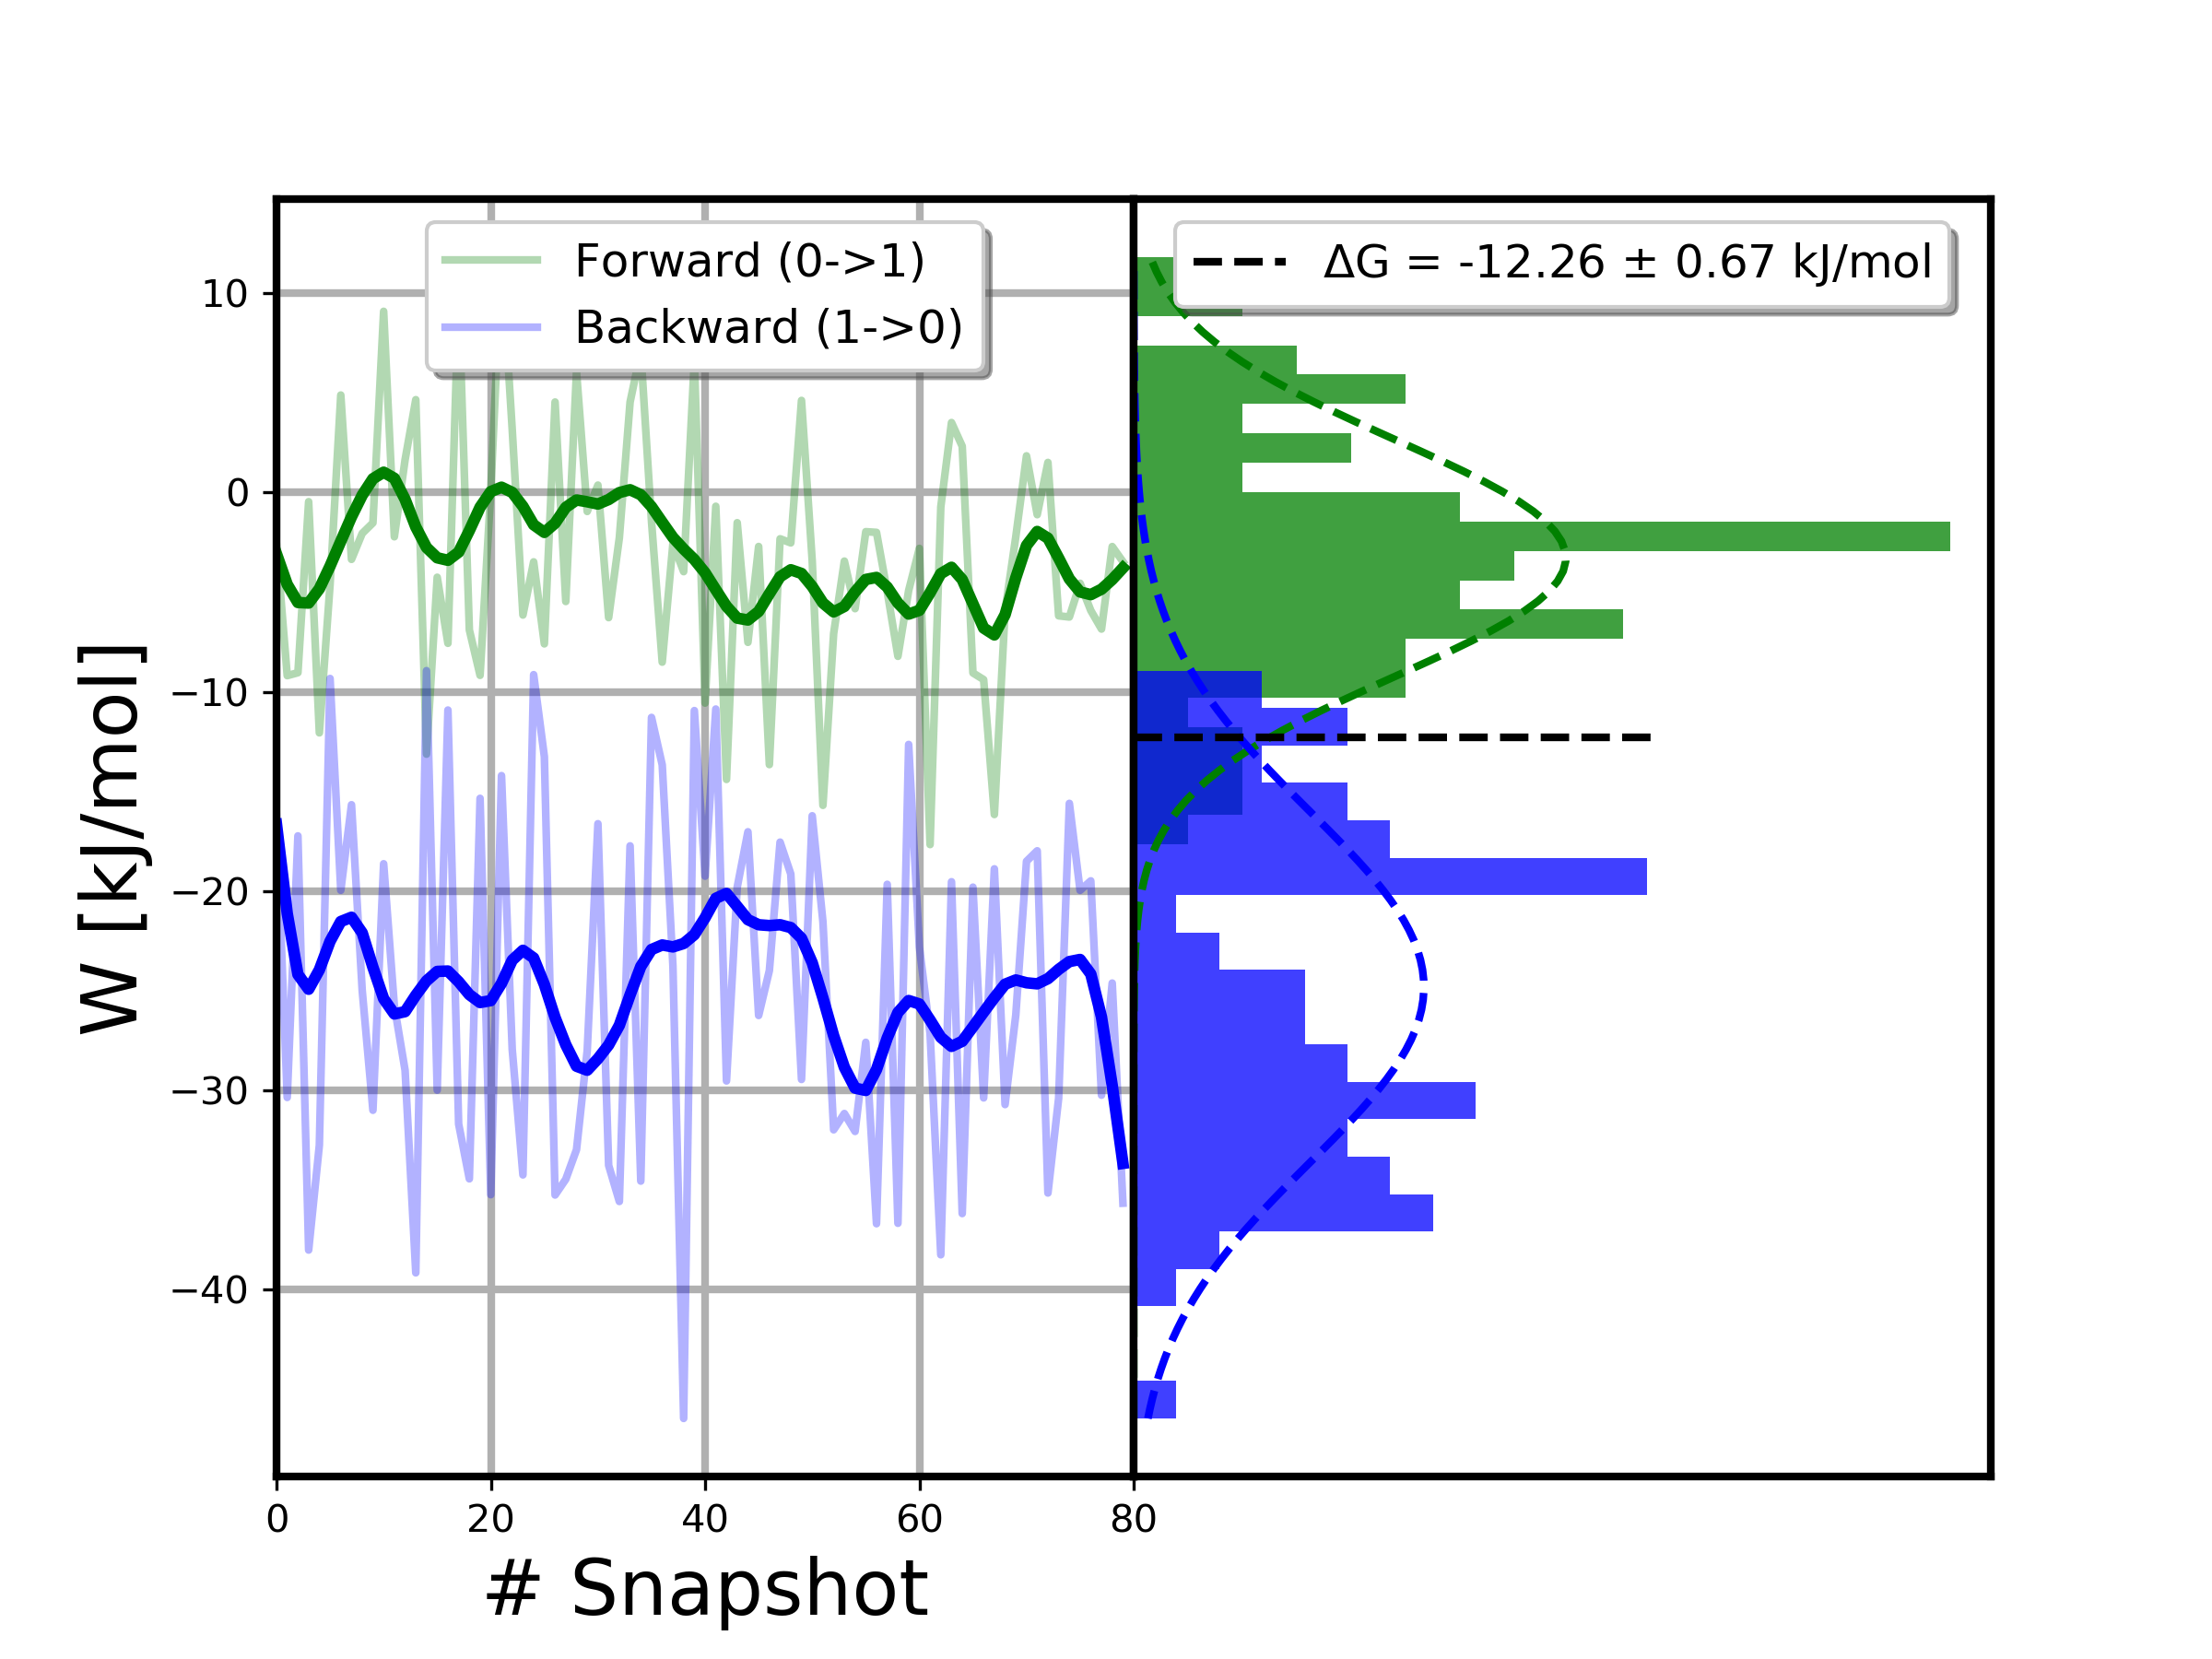 Forward (0->1)
Backward (1->0)
ΔG = -12.26 ± 0.67 kJ/mol
10
0
−10
−20
−30
−40
W [kJ/mol]
0
20
40
60
80
# Snapshot